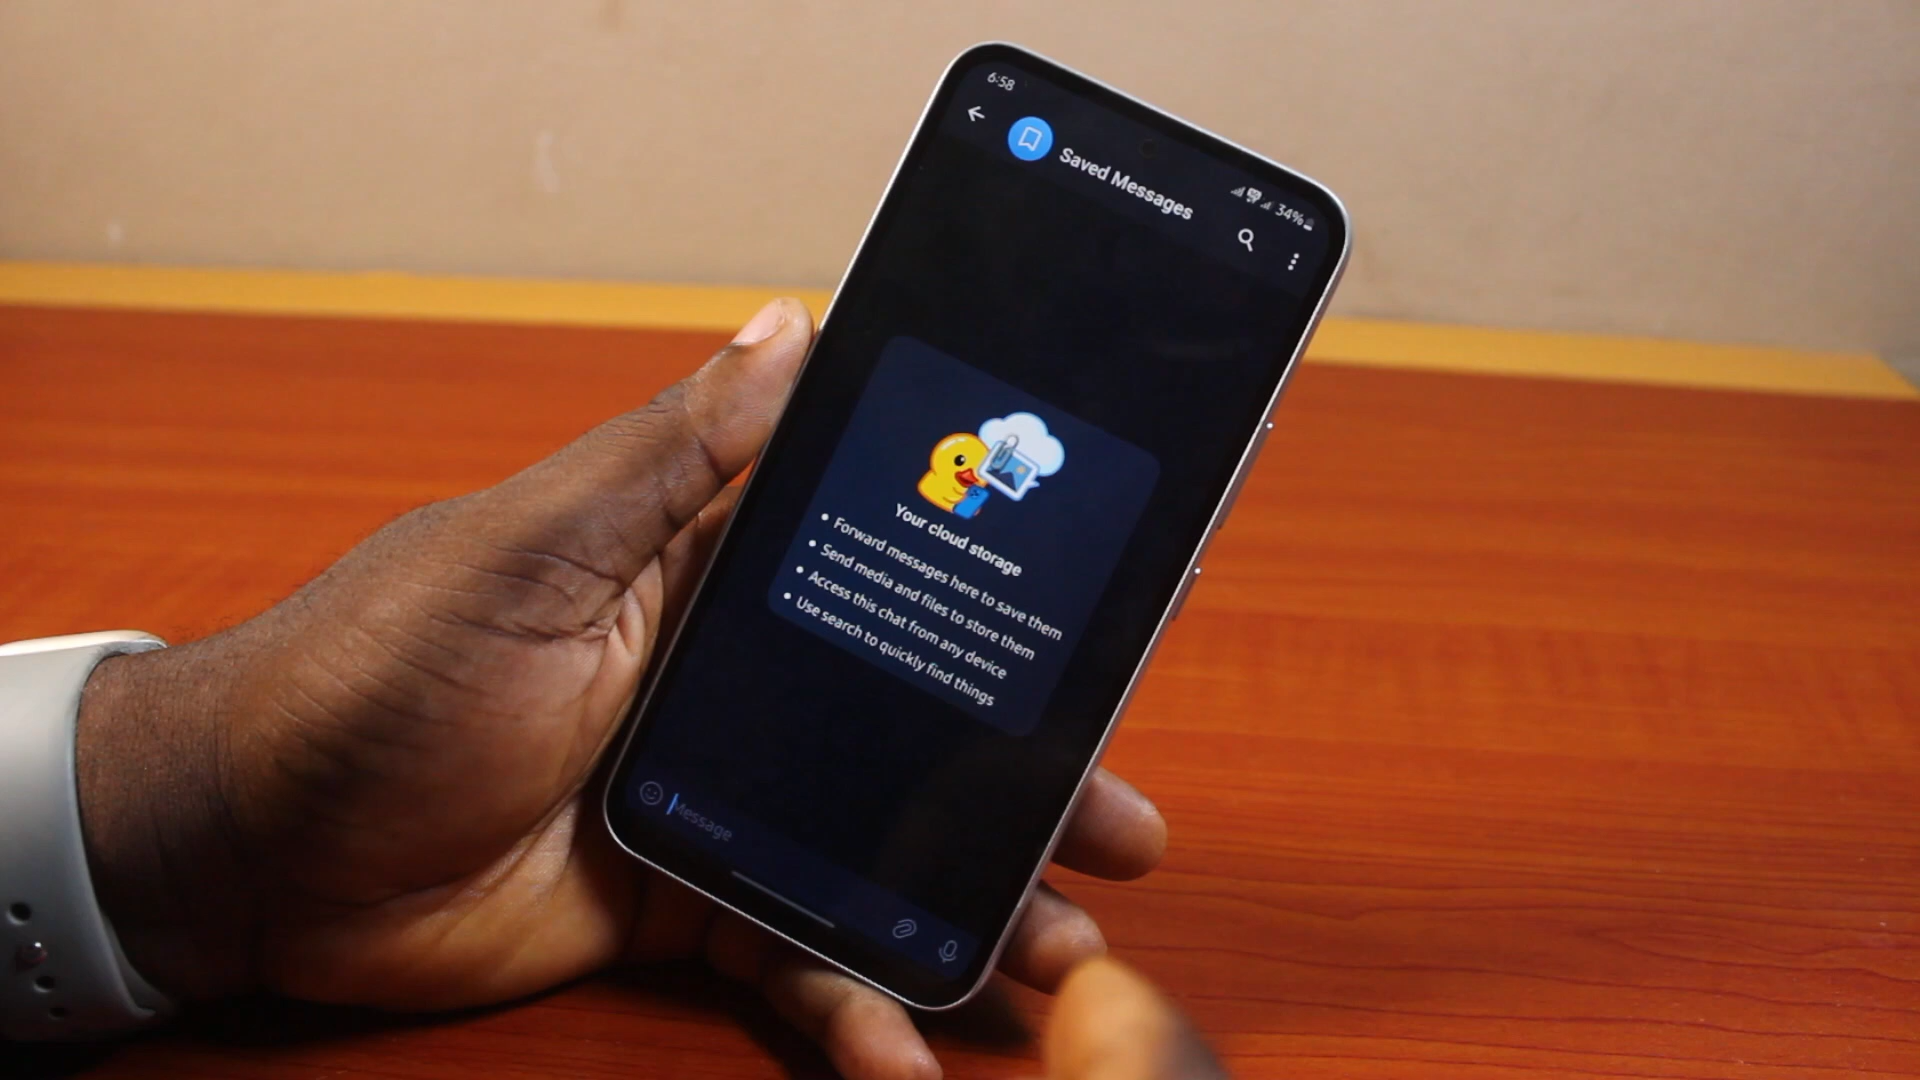 6:58
34%
Saved Messages
Your cloud storage
• Forward messages here to save them
• Send media and files to store them
• Access this chat from any device
• Use search to quickly find things
Message